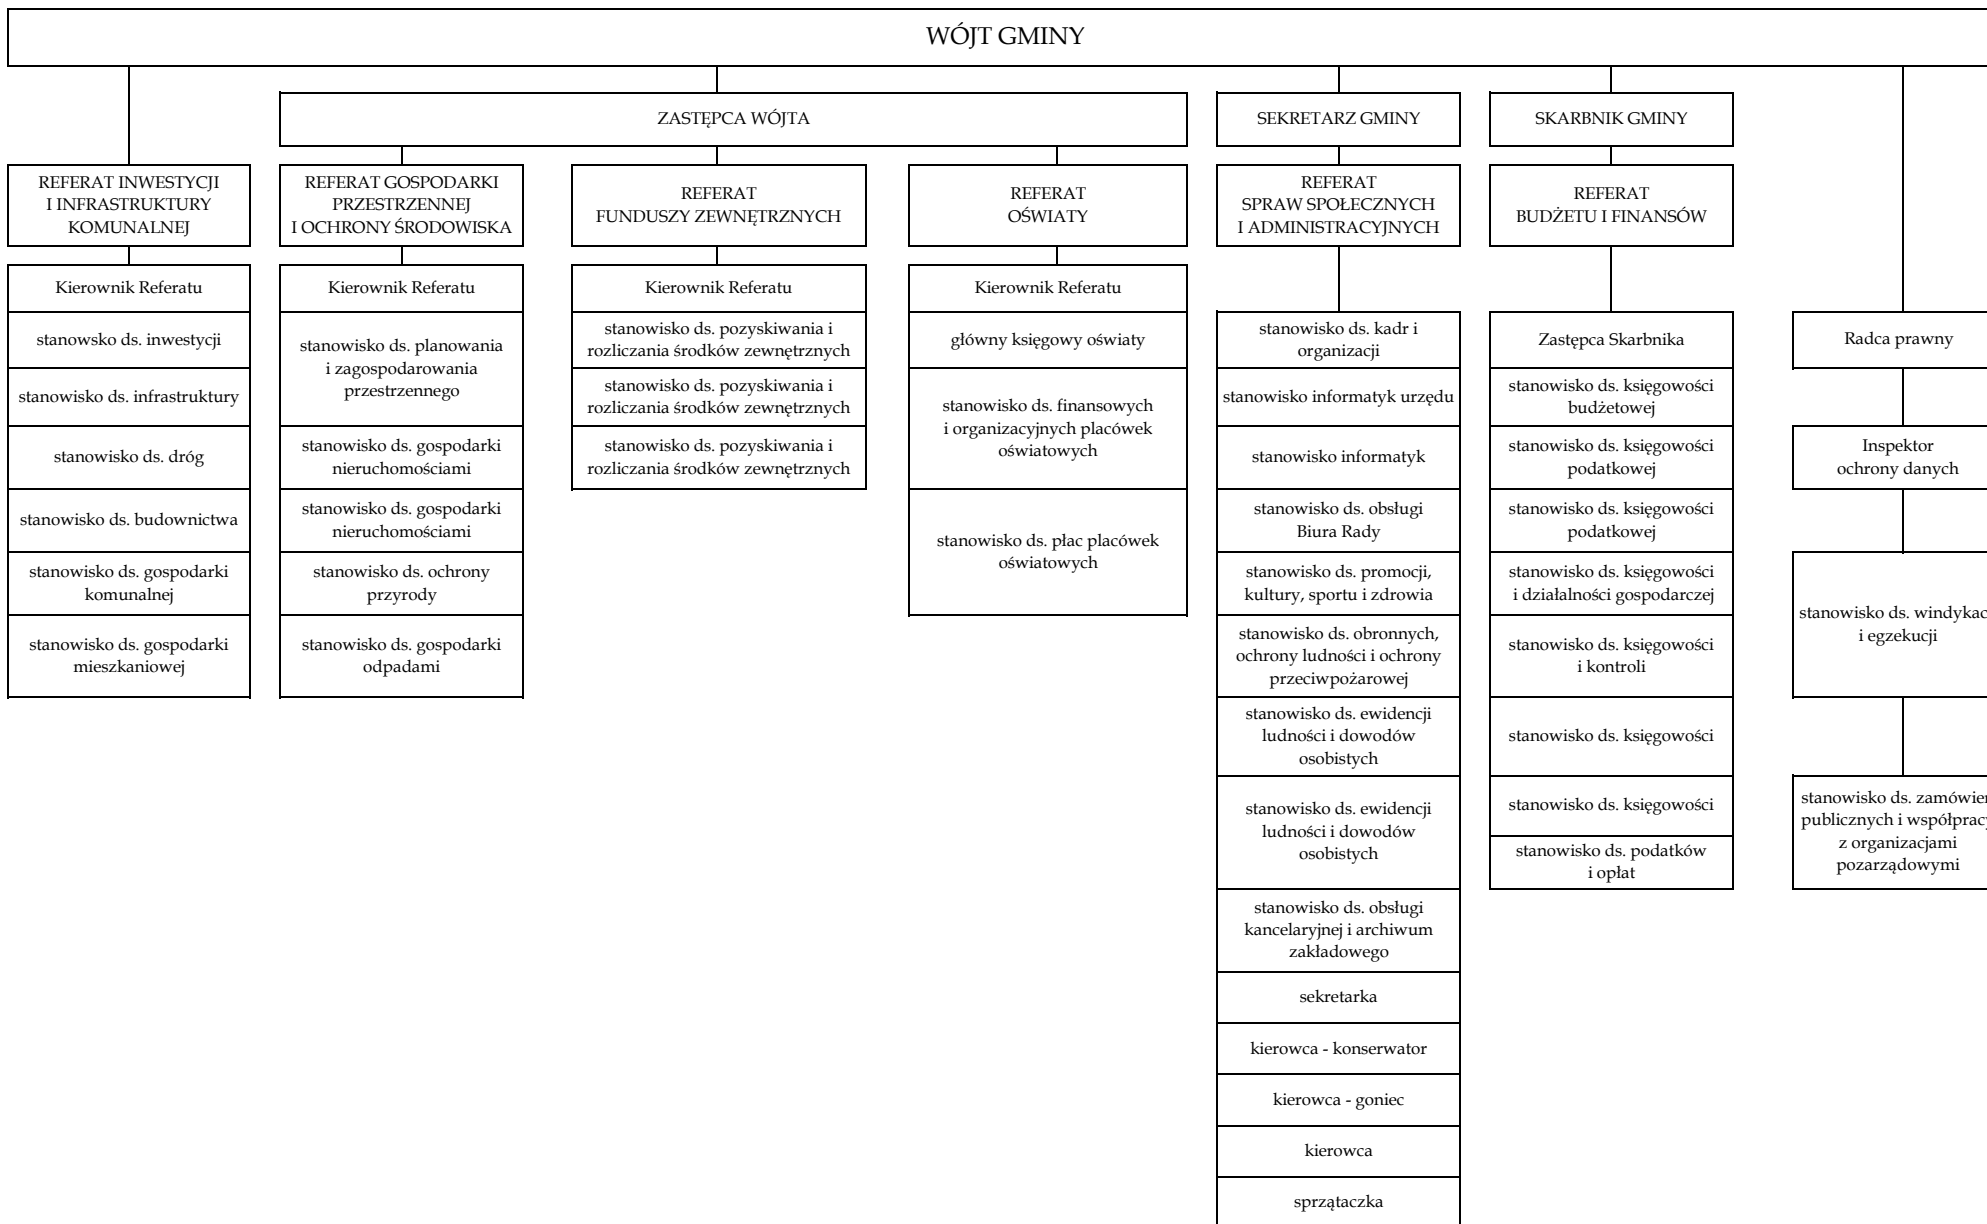 WÓJT GMINY
ZASTĘPCA WÓJTA
SEKRETARZ GMINY
SKARBNIK GMINY
REFERAT INWESTYCJI
I INFRASTRUKTURY
KOMUNALNEJ
REFERAT GOSPODARKI
PRZESTRZENNEJ
I OCHRONY ŚRODOWISKA
REFERAT
FUNDUSZY ZEWNĘTRZNYCH
REFERAT
OŚWIATY
REFERAT
SPRAW SPOŁECZNYCH
I ADMINISTRACYJNYCH
REFERAT
BUDŻETU I FINANSÓW
Kierownik Referatu
stanowsko ds. inwestycji
stanowisko ds. infrastruktury
stanowisko ds. dróg
stanowisko ds. budownictwa
stanowisko ds. gospodarki
komunalnej
stanowisko ds. gospodarki
mieszkaniowej
Kierownik Referatu
stanowisko ds. planowania
i zagospodarowania
przestrzennego
stanowisko ds. gospodarki
nieruchomościami
stanowisko ds. gospodarki
nieruchomościami
stanowisko ds. ochrony
przyrody
stanowisko ds. gospodarki
odpadami
Kierownik Referatu
stanowisko ds. pozyskiwania i
rozliczania środków zewnętrznych
stanowisko ds. pozyskiwania i
rozliczania środków zewnętrznych
stanowisko ds. pozyskiwania i
rozliczania środków zewnętrznych
Kierownik Referatu
główny księgowy oświaty
stanowisko ds. finansowych
i organizacyjnych placówek
oświatowych
stanowisko ds. płac placówek
oświatowych
stanowisko ds. kadr i
organizacji
stanowisko informatyk urzędu
stanowisko informatyk
stanowisko ds. obsługi
Biura Rady
stanowisko ds. promocji,
kultury, sportu i zdrowia
stanowisko ds. obronnych,
ochrony ludności i ochrony
przeciwpożarowej
stanowisko ds. ewidencji
ludności i dowodów
osobistych
stanowisko ds. ewidencji
ludności i dowodów
osobistych
stanowisko ds. obsługi
kancelaryjnej i archiwum
zakładowego
sekretarka
kierowca - konserwator
kierowca - goniec
kierowca
sprzątaczka
Zastępca Skarbnika
stanowisko ds. księgowości
budżetowej
stanowisko ds. księgowości
podatkowej
stanowisko ds. księgowości
podatkowej
stanowisko ds. księgowości
i działalności gospodarczej
stanowisko ds. księgowości
i kontroli
stanowisko ds. księgowości
stanowisko ds. księgowości
stanowisko ds. podatków
i opłat
Radca prawny
Inspektor
ochrony danych
stanowisko ds.
i egzekucji
stanowisko ds.
publicznych i
z organizacjami
pozarządowymi